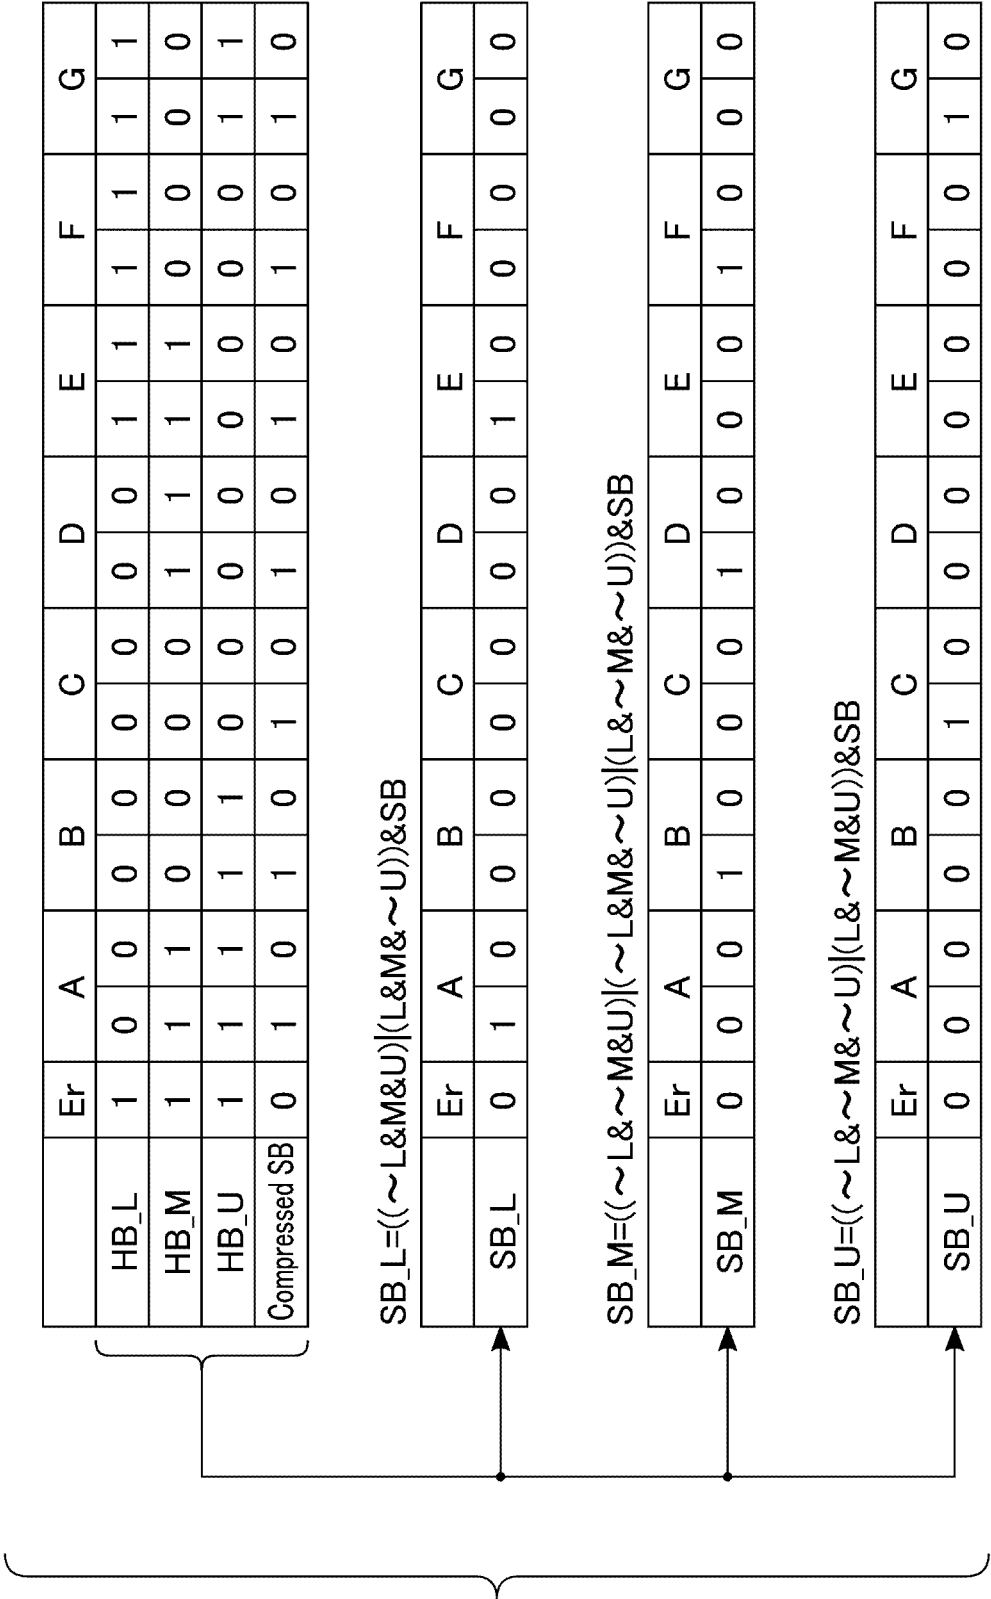 Er A B C D E F G
HB_L 1 0 0 0 0 0 0 0 0 1 1 1 1 1 1
HB_M 1 1 1 0 0 0 0 1 1 1 1 0 0 0 0
HB_U 1 1 1 1 1 0 0 0 0 0 0 0 0 1 1
Compressed SB 0 1 0 1 0 1 0 1 0 1 0 1 0 1 0
SB_L=((～L&M&U)|(L&M&～U))&SB
Er A B C D E F G
SB_L 0 1 0 0 0 0 0 0 0 1 0 0 0 0 0
SB_M=((～L&～M&U)|(～L&M&～U)|(L&～M&～U))&SB
Er A B C D E F G
SB_M 0 0 0 1 0 0 0 1 0 0 0 1 0 0 0
SB_U=((～L&～M&～U)|(L&～M&U))&SB
Er A B C D E F G
SB_U 0 0 0 0 0 1 0 0 0 0 0 0 0 1 0